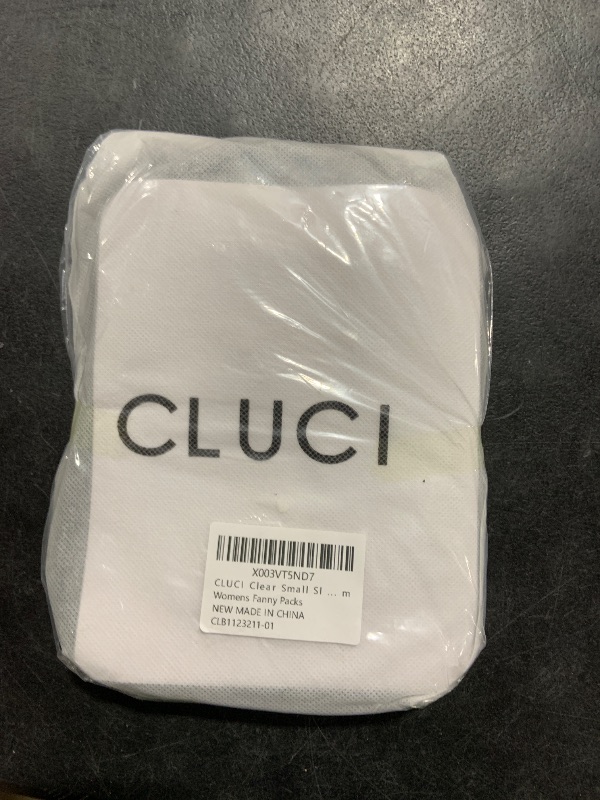 CLUCI
X003VT5ND7
CLUCI Clear Small Sl ... m
Womens Fanny Packs
NEW MADE IN CHINA
CLB1123211-01